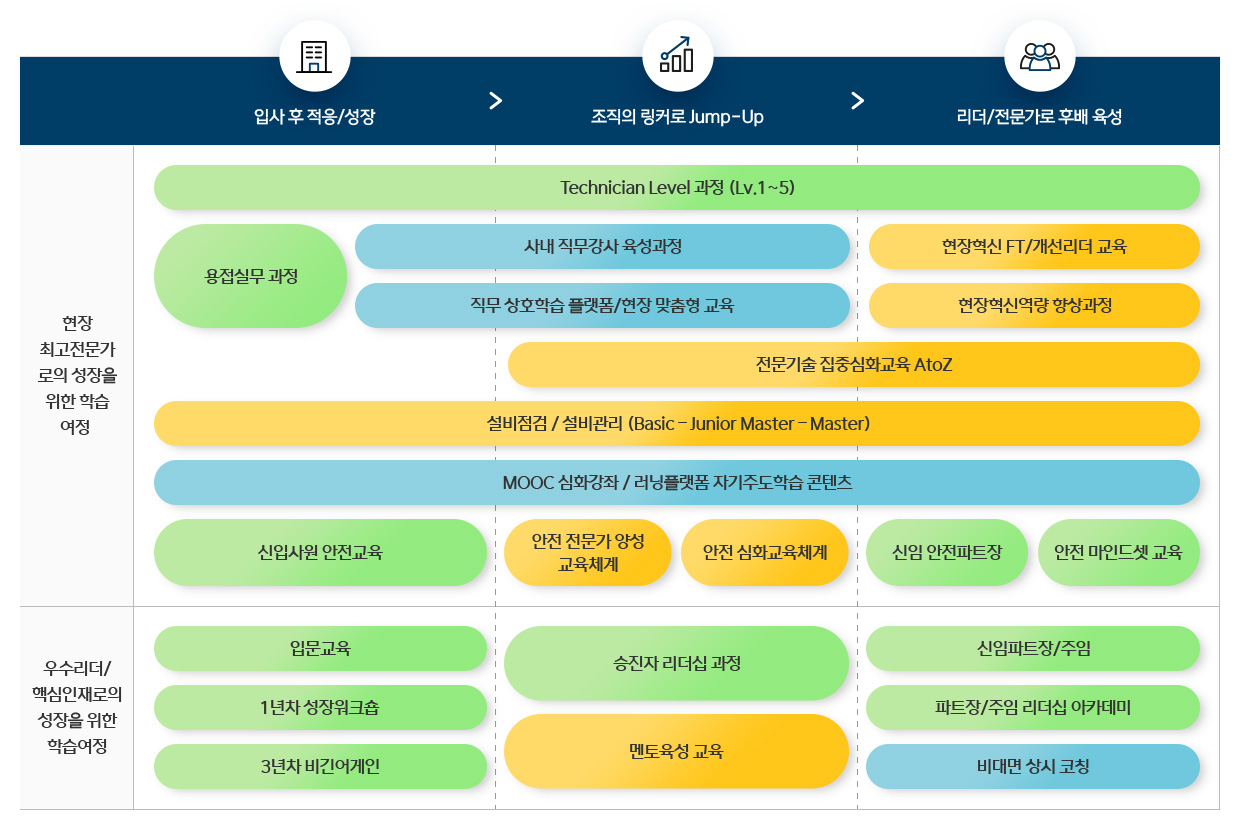 입사 후 적응/성장
조직의 링커로 Jump-Up
리더/전문가로 후배 육성
현장
최고전문가
로의 성장을
위한 학습
여정
Technician Level 과정 (Lv.1~5)
용접실무 과정
사내 직무강사 육성과정
현장혁신 FT/개선리더 교육
직무 상호학습 플랫폼/현장 맞춤형 교육
현장혁신역량 향상과정
전문기술 집중심화교육 AtoZ
설비점검 / 설비관리 (Basic – Junior Master – Master)
MOOC 심화강좌 / 러닝플랫폼 자기주도학습 콘텐츠
신입사원 안전교육
안전 전문가 양성
교육체계
안전 심화교육체계
신임 안전파트장
안전 마인드셋 교육
우수리더/
핵심인재로의
성장을 위한
학습여정
입문교육
1년차 성장워크숍
3년차 비긴어게인
승진자 리더십 과정
멘토육성 교육
신임파트장/주임
파트장/주임 리더십 아카데미
비대면 상시 코칭